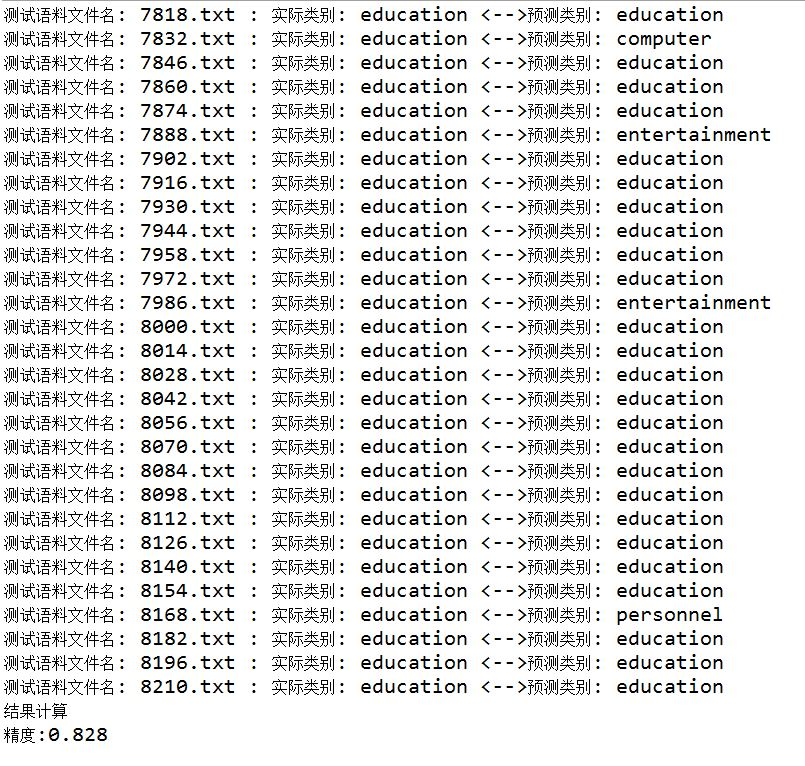 测试语料文件名: 7818.txt : 实际类别: education <-->预测类别: education
测试语料文件名: 7832.txt : 实际类别: education <-->预测类别: computer
测试语料文件名: 7846.txt : 实际类别: education <-->预测类别: education
测试语料文件名: 7860.txt : 实际类别: education <-->预测类别: education
测试语料文件名: 7874.txt : 实际类别: education <-->预测类别: education
测试语料文件名: 7888.txt : 实际类别: education <-->预测类别: entertainment
测试语料文件名: 7902.txt : 实际类别: education <-->预测类别: education
测试语料文件名: 7916.txt : 实际类别: education <-->预测类别: education
测试语料文件名: 7930.txt : 实际类别: education <-->预测类别: education
测试语料文件名: 7944.txt : 实际类别: education <-->预测类别: education
测试语料文件名: 7958.txt : 实际类别: education <-->预测类别: education
测试语料文件名: 7972.txt : 实际类别: education <-->预测类别: education
测试语料文件名: 7986.txt : 实际类别: education <-->预测类别: entertainment
测试语料文件名: 8000.txt : 实际类别: education <-->预测类别: education
测试语料文件名: 8014.txt : 实际类别: education <-->预测类别: education
测试语料文件名: 8028.txt : 实际类别: education <-->预测类别: education
测试语料文件名: 8042.txt : 实际类别: education <-->预测类别: education
测试语料文件名: 8056.txt : 实际类别: education <-->预测类别: education
测试语料文件名: 8070.txt : 实际类别: education <-->预测类别: education
测试语料文件名: 8084.txt : 实际类别: education <-->预测类别: education
测试语料文件名: 8098.txt : 实际类别: education <-->预测类别: education
测试语料文件名: 8112.txt : 实际类别: education <-->预测类别: education
测试语料文件名: 8126.txt : 实际类别: education <-->预测类别: education
测试语料文件名: 8140.txt : 实际类别: education <-->预测类别: education
测试语料文件名: 8154.txt : 实际类别: education <-->预测类别: education
测试语料文件名: 8168.txt : 实际类别: education <-->预测类别: personnel
测试语料文件名: 8182.txt : 实际类别: education <-->预测类别: education
测试语料文件名: 8196.txt : 实际类别: education <-->预测类别: education
测试语料文件名: 8210.txt : 实际类别: education <-->预测类别: education
结果计算
精度:0.828